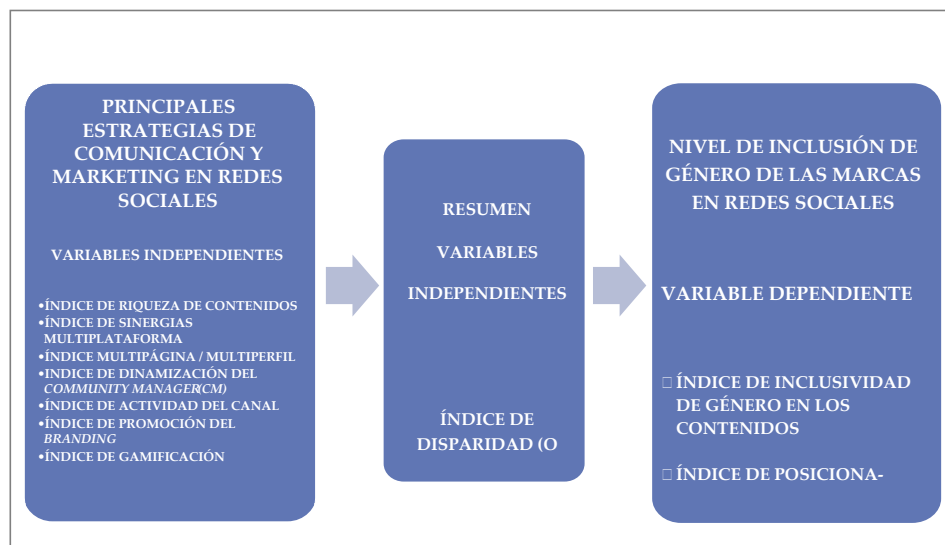 PRINCIPALES
ESTRATEGIAS DE
COMUNICACIÓN Y
MARKETING EN REDES
SOCIALES
VARIABLES INDEPENDIENTES
•ÍNDICE DE RIQUEZA DE CONTENIDOS
•ÍNDICE DE SINERGIAS
MULTIPLATAFORMA
•ÍNDICE MULTIPÁGINA / MULTIPERFIL
•INDICE DE DINAMIZACIÓN DEL
COMMUNITY MANAGER(CM)
•ÍNDICE DE ACTIVIDAD DEL CANAL
•ÍNDICE DE PROMOCIÓN DEL
BRANDING
•ÍNDICE DE GAMIFICACIÓN
RESUMEN
VARIABLES
INDEPENDIENTES
ÍNDICE DE
DISPARIDAD (O
NIVEL DE INCLUSIÓN DE
GÉNERO DE LAS MARCAS
EN REDES SOCIALES
VARIABLE DEPENDIENTE
□ ÍNDICE DE INCLUSIVIDAD
DE GÉNERO EN LOS
CONTENIDOS
□ ÍNDICE DE POSICIONA-